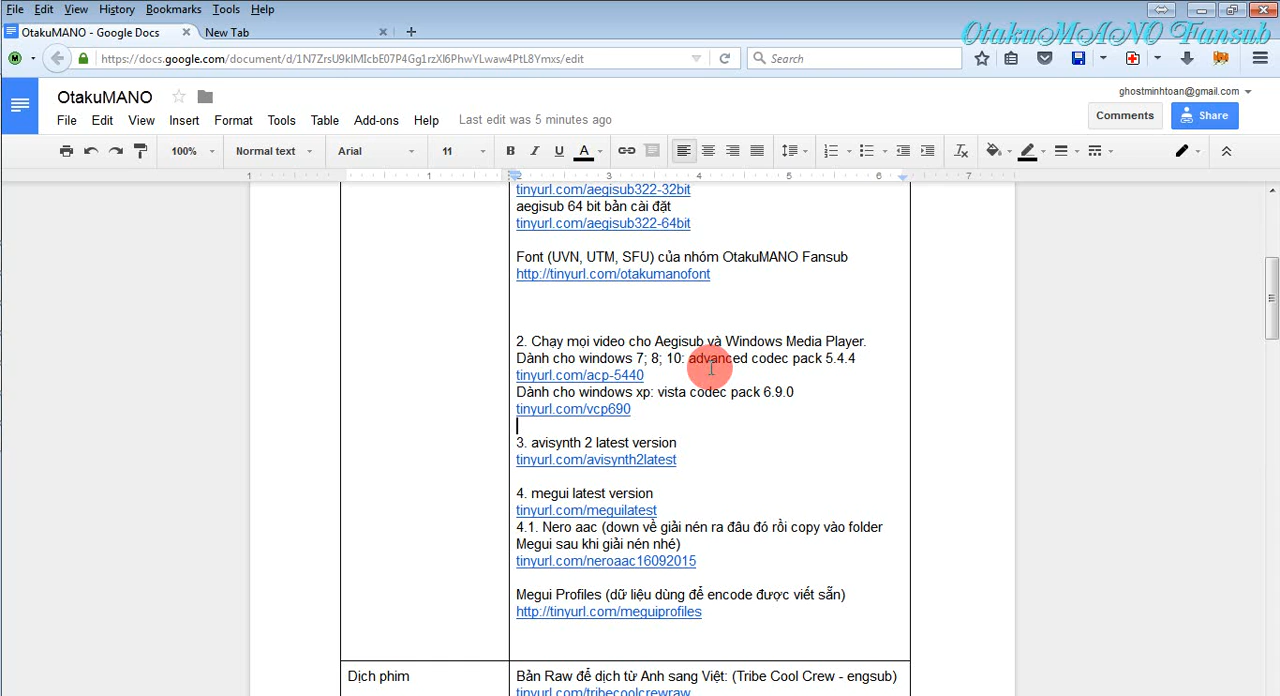 File Edit View History Bookmarks Tools Help
OtakuMANO Fansub
OtakuMANO - Google Docs New Tab
https://docs.google.com/document/d/1N7ZrsU9klMIcbE07P4Gg1rzXl6PhwYLwaw4PtL8Ymxs/edit Search
OtakuMANO
ghostminhtoan@gmail.com
File Edit View Insert Format Tools Table Add-ons Help Last edit was 5 minutes ago Comments Share
100% Normal text Arial 11 B I U A
1 1 2 3 4 5 6 7
tinyurl.com/aegisub322-32bit
aegisub 64 bit bản cài đặt
tinyurl.com/aegisub322-64bit
Font (UVN, UTM, SFU) của nhóm OtakuMANO Fansub
http://tinyurl.com/otakumanofont
2. Chạy mọi video cho Aegisub và Windows Media Player.
Dành cho windows 7; 8; 10: advanced codec pack 5.4.4
tinyurl.com/acp-5440
Dành cho windows xp: vista codec pack 6.9.0
tinyurl.com/vcp690
3. avisynth 2 latest version
tinyurl.com/avisynth2latest
4. megui latest version
tinyurl.com/meguilatest
4.1. Nero aac (down về giải nén ra đâu đó rồi copy vào folder
Megui sau khi giải nén nhé)
tinyurl.com/neroaac16092015
Megui Profiles (dữ liệu dùng để encode được viết sẵn)
http://tinyurl.com/meguiprofiles
Dịch phim
Bản Raw để dịch từ Anh sang Việt: (Tribe Cool Crew - engsub)
tinyurl.com/tribecoolcrewraw